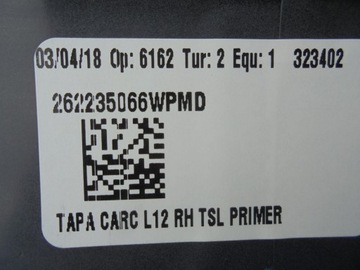 03/04/18 Op: 6162 Tur: 2 Equ: 1 323402
262235066WPMD
TAPA CARC L12 RH TSL PRIMER